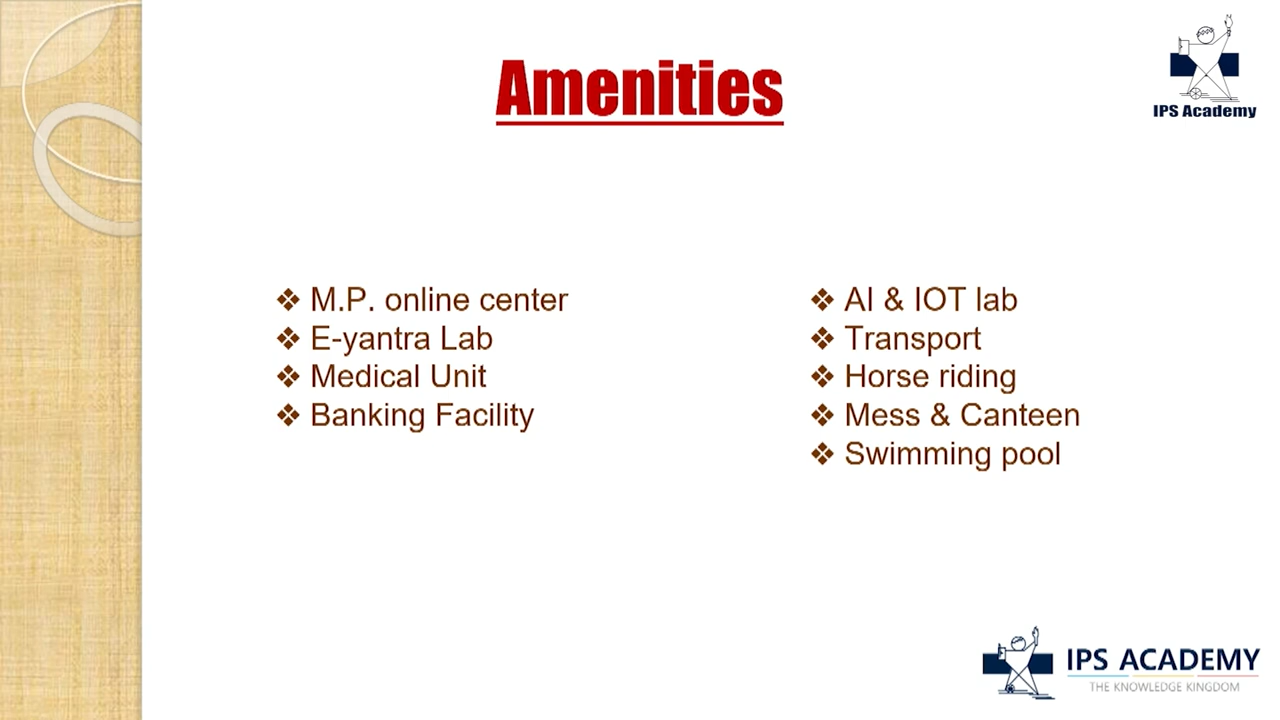 Amenities
IPS Academy
❖ M.P. online center
❖ E-yantra Lab
❖ Medical Unit
❖ Banking Facility
❖ AI & IOT lab
❖ Transport
❖ Horse riding
❖ Mess & Canteen
❖ Swimming pool
IPS ACADEMY
THE KNOWLEDGE KINGDOM